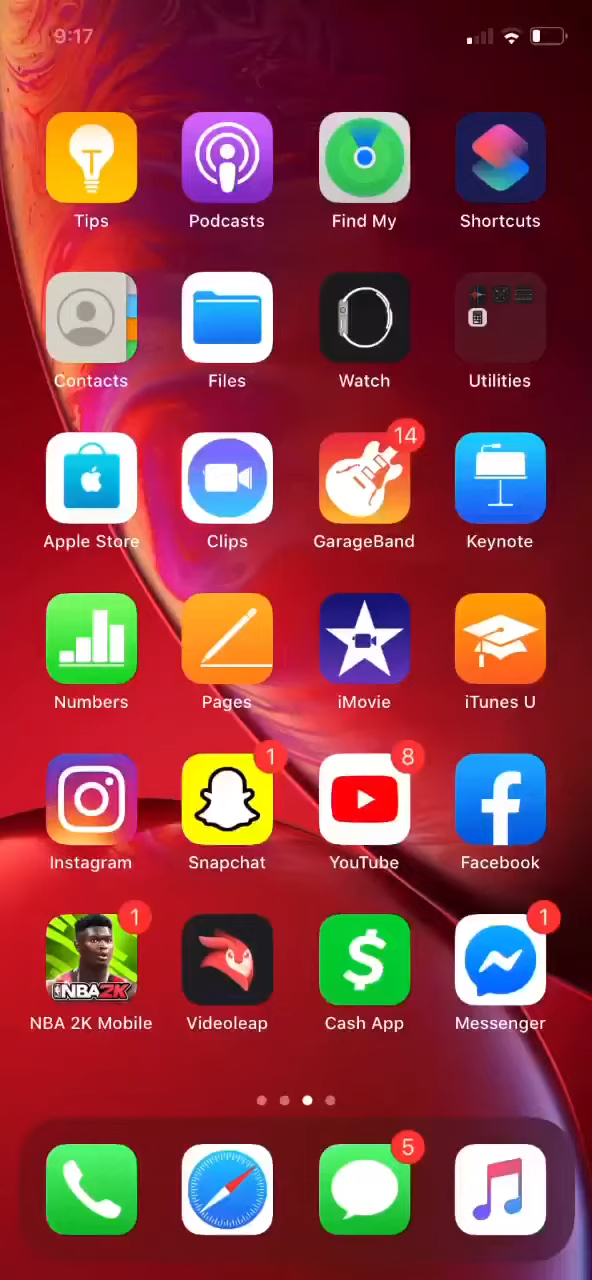 9:17
Tips Podcasts Find My Shortcuts
Contacts Files Watch Utilities
14
Apple Store Clips GarageBand Keynote
Numbers Pages iMovie iTunes U
1 8
Instagram Snapchat YouTube Facebook
1 1
NBA 2K
NBA 2K Mobile Videoleap Cash App Messenger
5